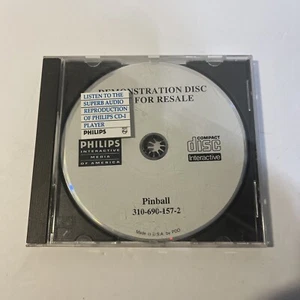 DEMONSTRATION DISC
FOR RESALE
LISTEN TO THE
SUPERB AUDIO
REPRODUCTION
OF PHILIPS CD-I
PLAYER
PHILIPS
PHILIPS
INTERACTIVE
MEDIA
OF AMERICA
COMPACT
disc
Interactive
Pinball
310-690-157-2
Made in U.S.A. by PDO